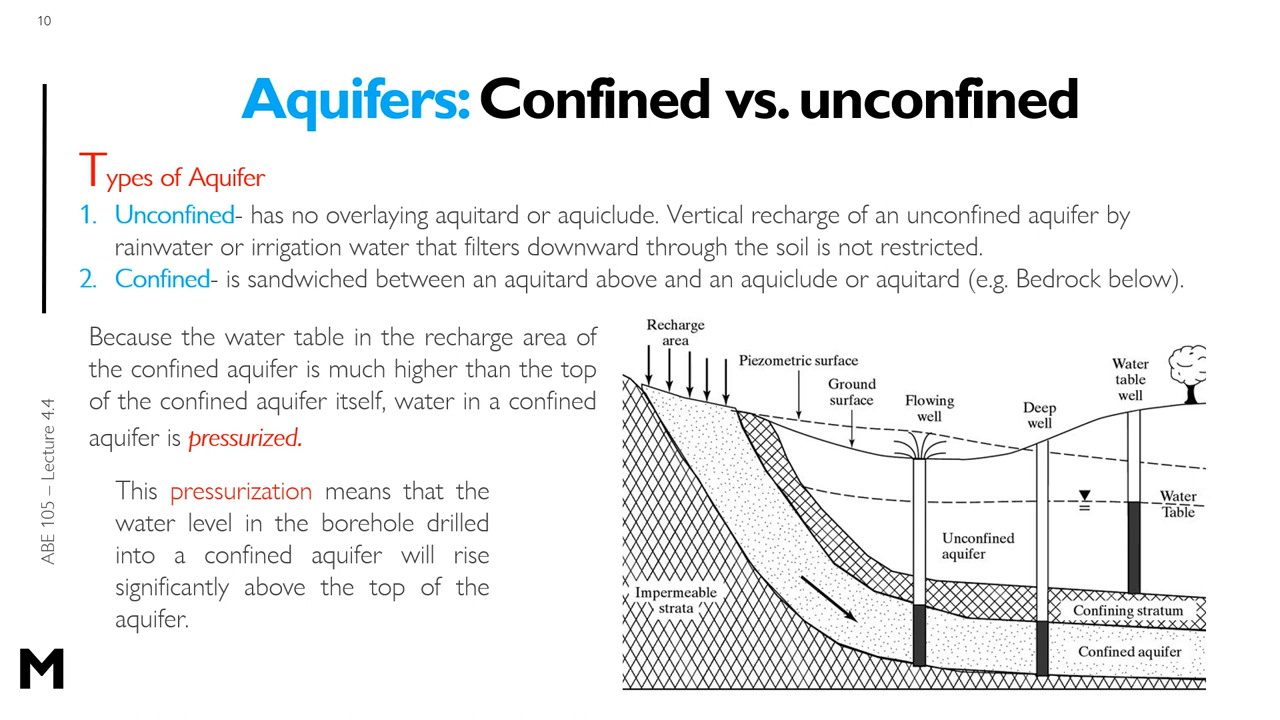 10
Aquifers: Confined vs. unconfined
Types of Aquifer
1. Unconfined- has no overlaying aquitard or aquiclude. Vertical recharge of an unconfined aquifer by
rainwater or irrigation water that filters downward through the soil is not restricted.
2. Confined- is sandwiched between an aquitard above and an aquiclude or aquitard (e.g. Bedrock below).
Because the water table in the recharge area of
the confined aquifer is much higher than the top
of the confined aquifer itself, water in a confined
aquifer is pressurized.
This pressurization means that the
water level in the borehole drilled
into a confined aquifer will rise
significantly above the top of the
aquifer.
ABE 105 – Lecture 4.4
M
Recharge
area
Piezometric surface
Ground
surface
Flowing
well
Deep
well
Water
table
well
Water
Table
Unconfined
aquifer
Impermeable
strata
Confining stratum
Confined aquifer